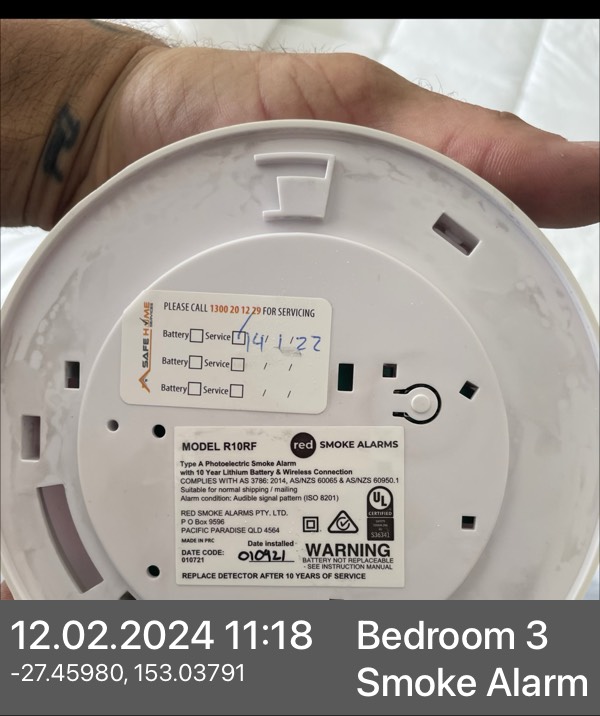 PLEASE CALL 1300 20 12 29 FOR SERVICING
SAFE HOME
Battery Service 14/1/22
Battery Service / /
Battery Service / /
MODEL R10RF
red SMOKE ALARMS
Type A Photoelectric Smoke Alarm
with 10 Year Lithium Battery & Wireless Connection
COMPLIES WITH AS 3786: 2014, AS/NZS 60065 & AS/NZS 60950.1
Suitable for normal shipping / mailing
Alarm condition: Audible signal pattern (ISO 8201)
RED SMOKE ALARMS PTY. LTD.
P O Box 9596
PACIFIC PARADISE QLD 4564
MADE IN PRC
DATE CODE:
010721
Date installed
010921
UL
CERTIFIED
S36341
WARNING
BATTERY NOT REPLACEABLE
- SEE INSTRUCTION MANUAL
REPLACE DETECTOR AFTER 10 YEARS OF SERVICE
12.02.2024 11:18
-27.45980, 153.03791
Bedroom 3
Smoke Alarm